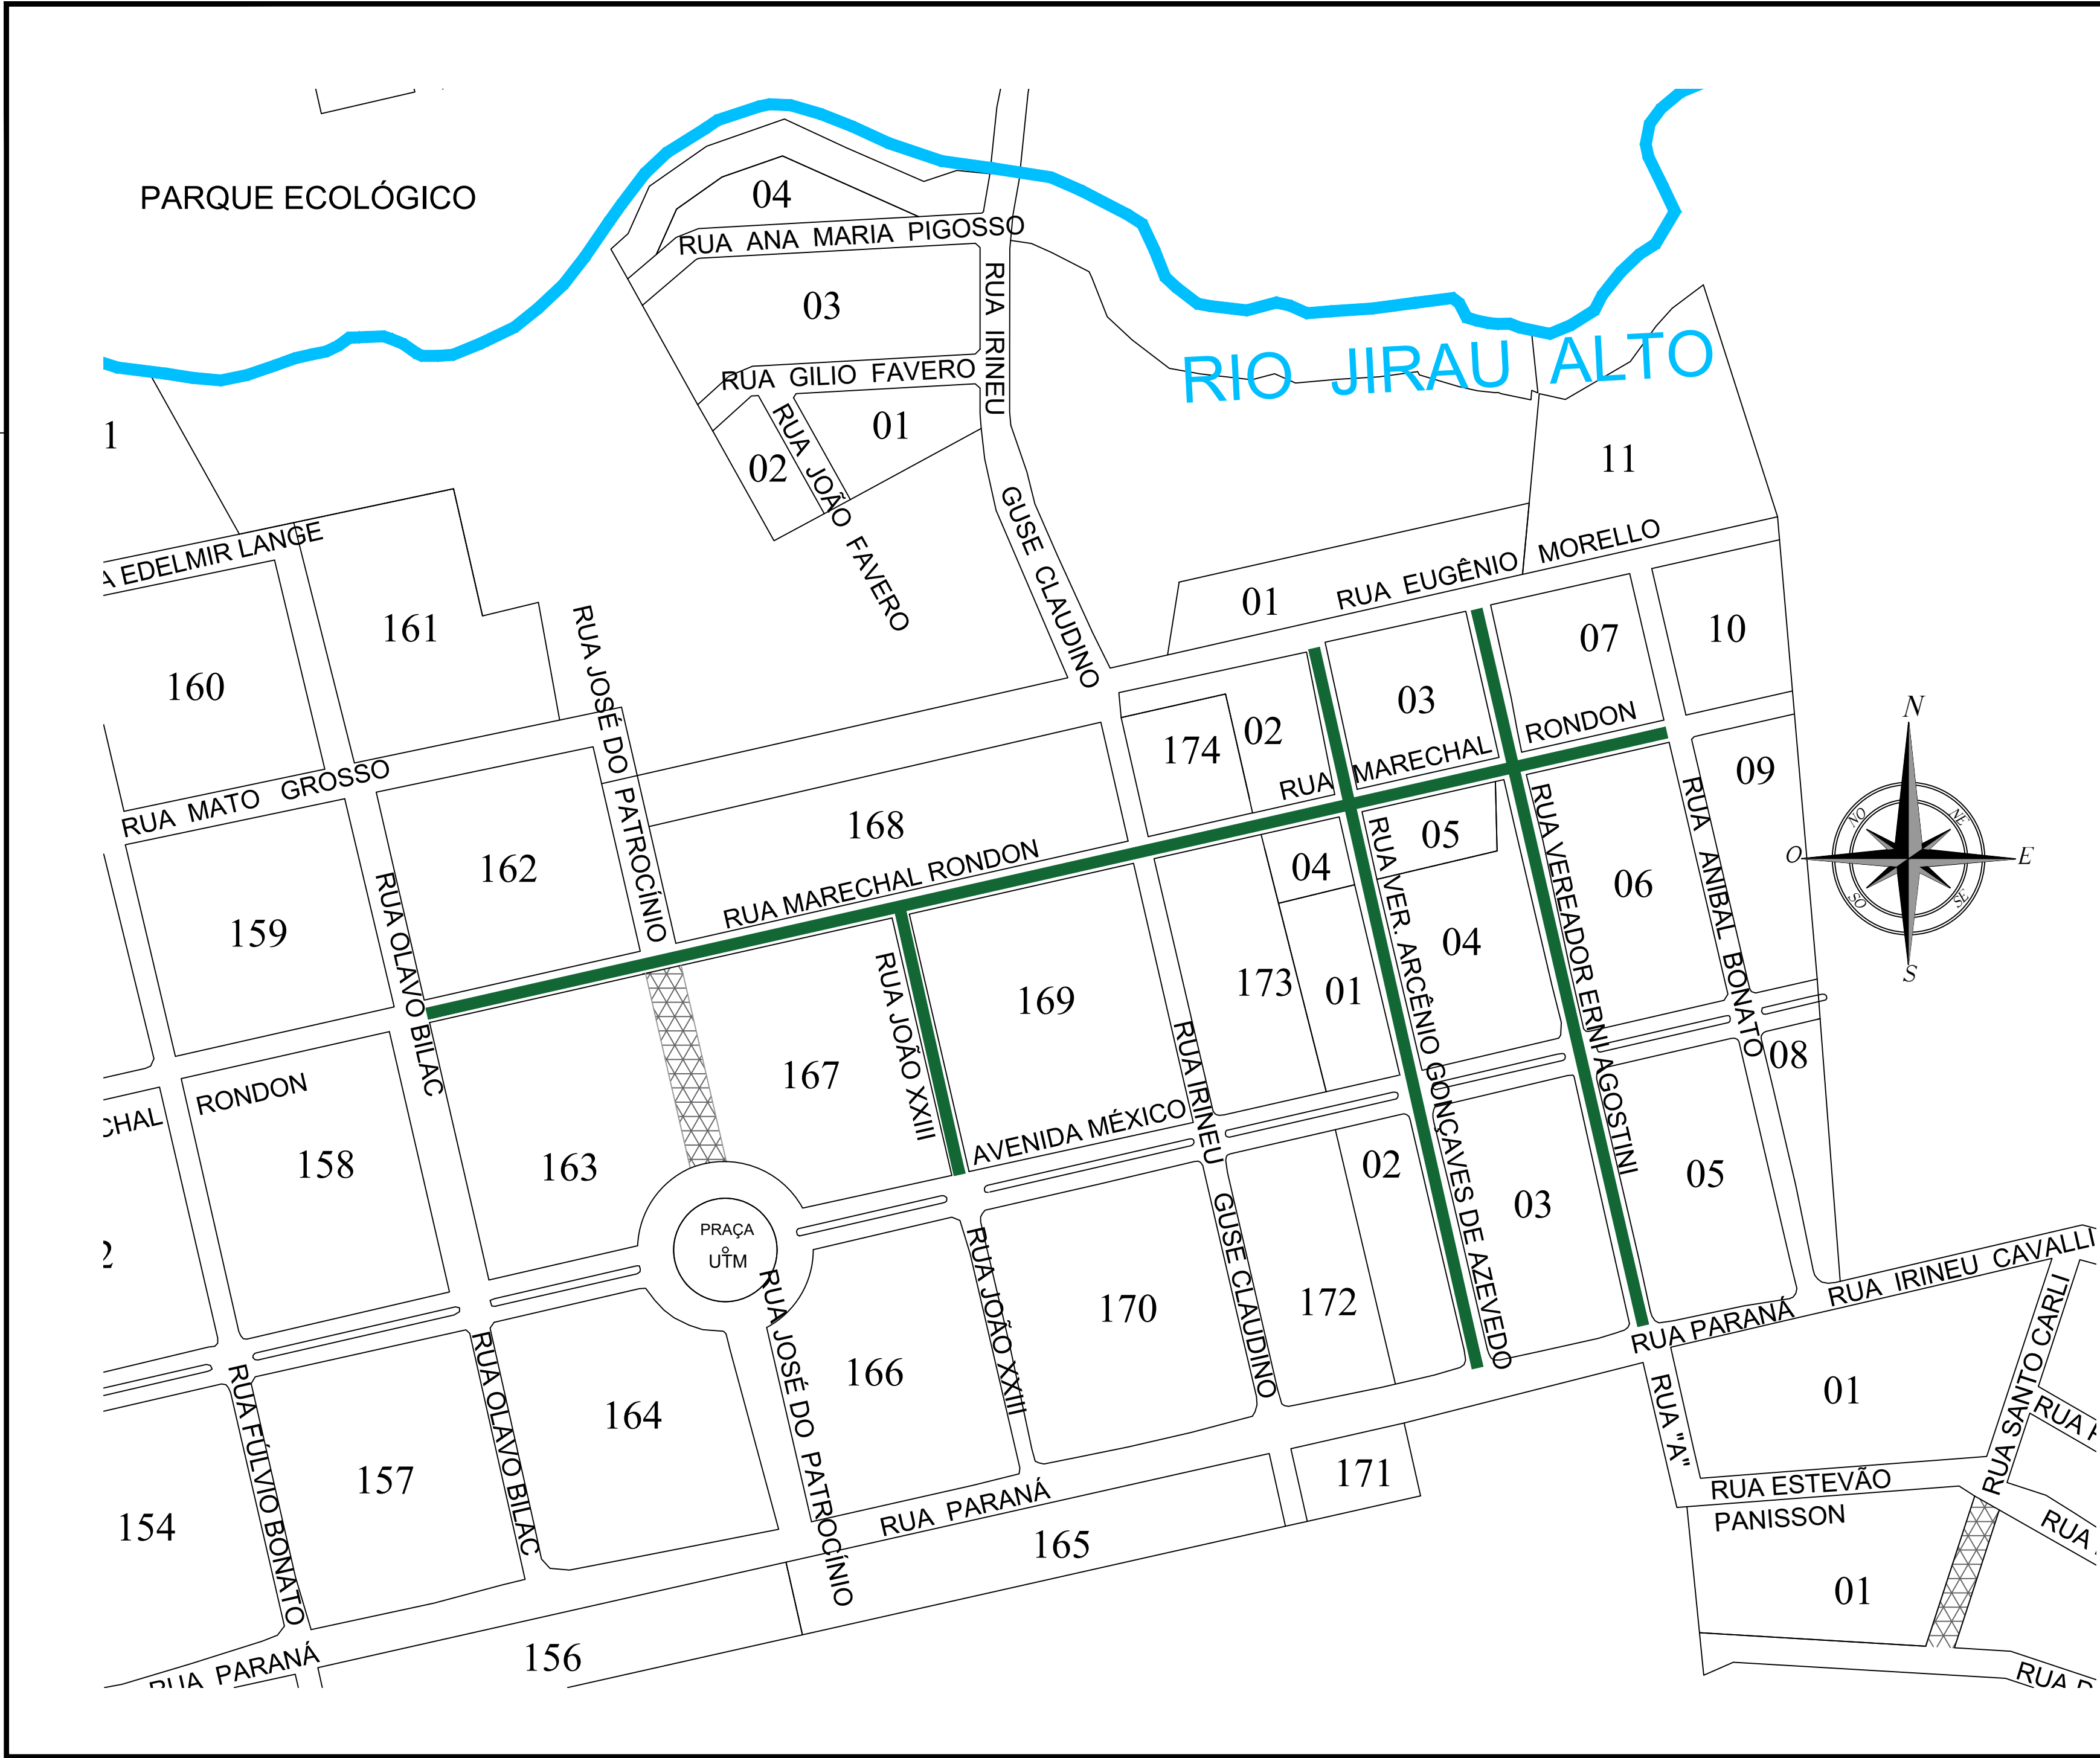 PARQUE ECOLÓGICO
04
RUA ANA MARIA PIGOSSO
03
RUA IRINEU
RIO JIRAU ALTO
RUA GILIO FAVERO
01
02
RUA JOÃO FAVERO
1
11
GUSE CLAUDINO
A EDELMIR LANGE
RUA EUGÊNIO MORELLO
01
161
RUA JOSÉ DO PATROCÍNIO
160
07
10
03
02
174
RONDON
MARECHAL
RUA
N
NO
NE
O
E
SO
SE
S
RUA MATO GROSSO
168
162
RUA MARECHAL RONDON
05
04
09
06
RUA ANIBAL BONATO
RUA VEREADOR ERNI AGOSTINI
RUA VER. ARCÊNIO GONÇAVES DE AZEVEDO
159
RUA OLAVO BILAC
04
173
01
169
RUA JOÃO XXIII
167
RUA IRINEU
GUSE CLAUDINO
08
RONDON
CHAL
158
163
AVENIDA MÉXICO
02
03
05
2
PRAÇA
UTM
RUA JOSÉ DO PATROCÍNIO
RUA JOÃO XXIII
170
172
166
RUA IRINEU CAVALLI
RUA PARANÁ
RUA SANTO CARLI
RUA FÚLVIO BONATO
RUA OLAVO BILAC
164
157
154
RUA "A"
01
171
RUA
RUA ESTEVÃO
PANISSON
RUA
RUA PARANÁ
165
01
156
RUA PARANÁ
RUA